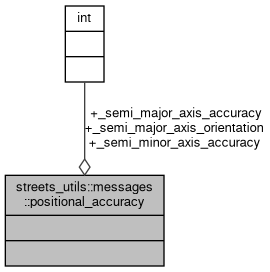 int
+_semi_major_axis_accuracy
+_semi_major_axis_orientation
+_semi_minor_axis_accuracy
streets_utils::messages
::positional_accuracy